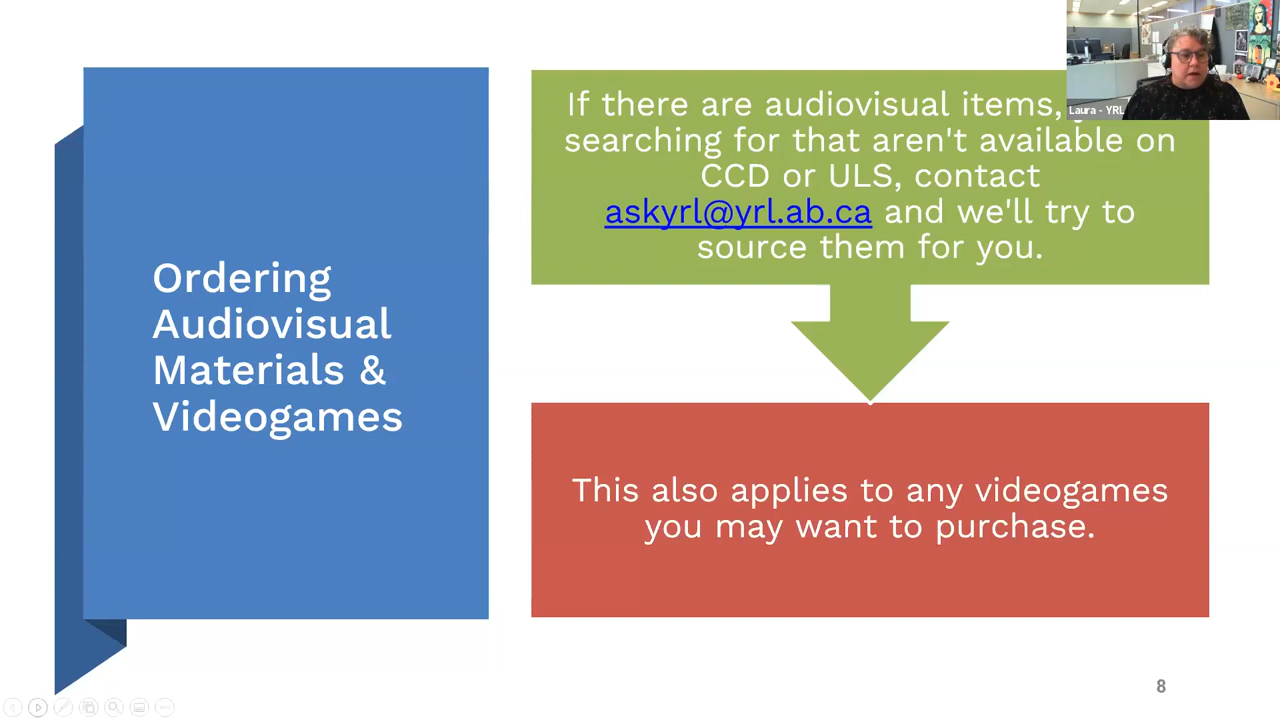 Ordering
Audiovisual
Materials &
Videogames
If there are audiovisual items,
searching for that aren't available on
CCD or ULS, contact
askyrl@yrl.ab.ca and we'll try to
source them for you.
This also applies to any videogames
you may want to purchase.
Laura - YRL
8